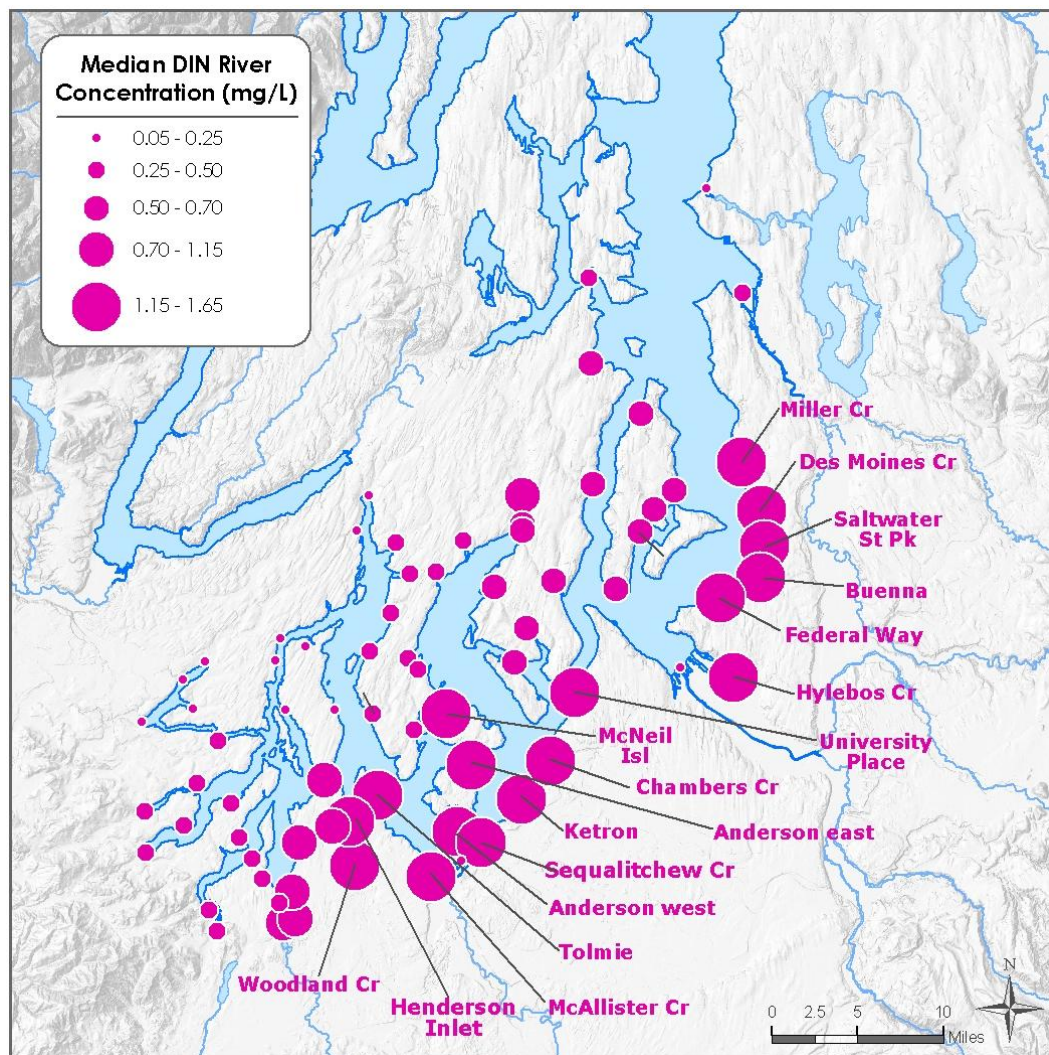 Median DIN River
Concentration (mg/L)
0.05 - 0.25
0.25 - 0.50
0.50 - 0.70
0.70 - 1.15
1.15 - 1.65
Miller Cr
Des Moines Cr
Saltwater
St Pk
Buenna
Federal Way
Hylebos Cr
University
Place
McNeil
Isl
Chambers Cr
Anderson east
Ketron
Sequalitchew Cr
Anderson west
Tolmie
Woodland Cr
Henderson
Inlet
McAllister Cr
N
0 2.5 5 10
Miles